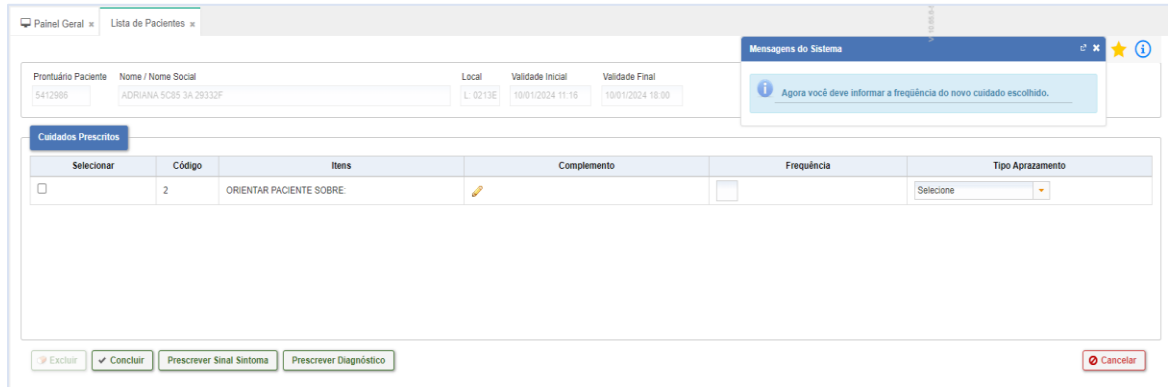 Painel Geral × Lista de Pacientes ×
Mensagens do Sistema
Agora você deve informar a freqüência do novo cuidado escolhido.
Prontuário Paciente Nome / Nome Social Local Validade Inicial Validade Final
5412986 ADRIANA 5C85 3A 29332F L: 0213E 10/01/2024 11:16 10/01/2024 18:00
Cuidados Prescritos
Selecionar Código Itens Complemento Frequência Tipo Aprazamento
2 ORIENTAR PACIENTE SOBRE: Selecione
Excluir Concluir Prescrever Sinal Sintoma Prescrever Diagnóstico Cancelar